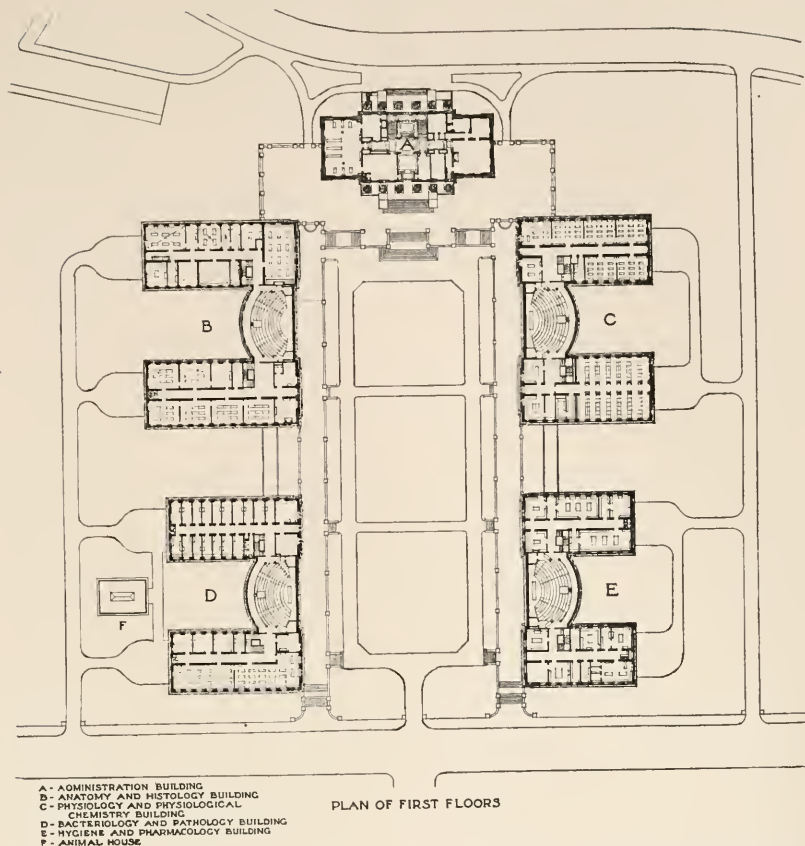 A
B
C
D
E
F
A - ADMINISTRATION BUILDING
B - ANATOMY AND HISTOLOGY BUILDING
C - PHYSIOLOGY AND PHYSIOLOGICAL
CHEMISTRY BUILDING
D - BACTERIOLOGY AND PATHOLOGY BUILDING
E - HYGIENE AND PHARMACOLOGY BUILDING
F - ANIMAL HOUSE
PLAN OF FIRST FLOORS